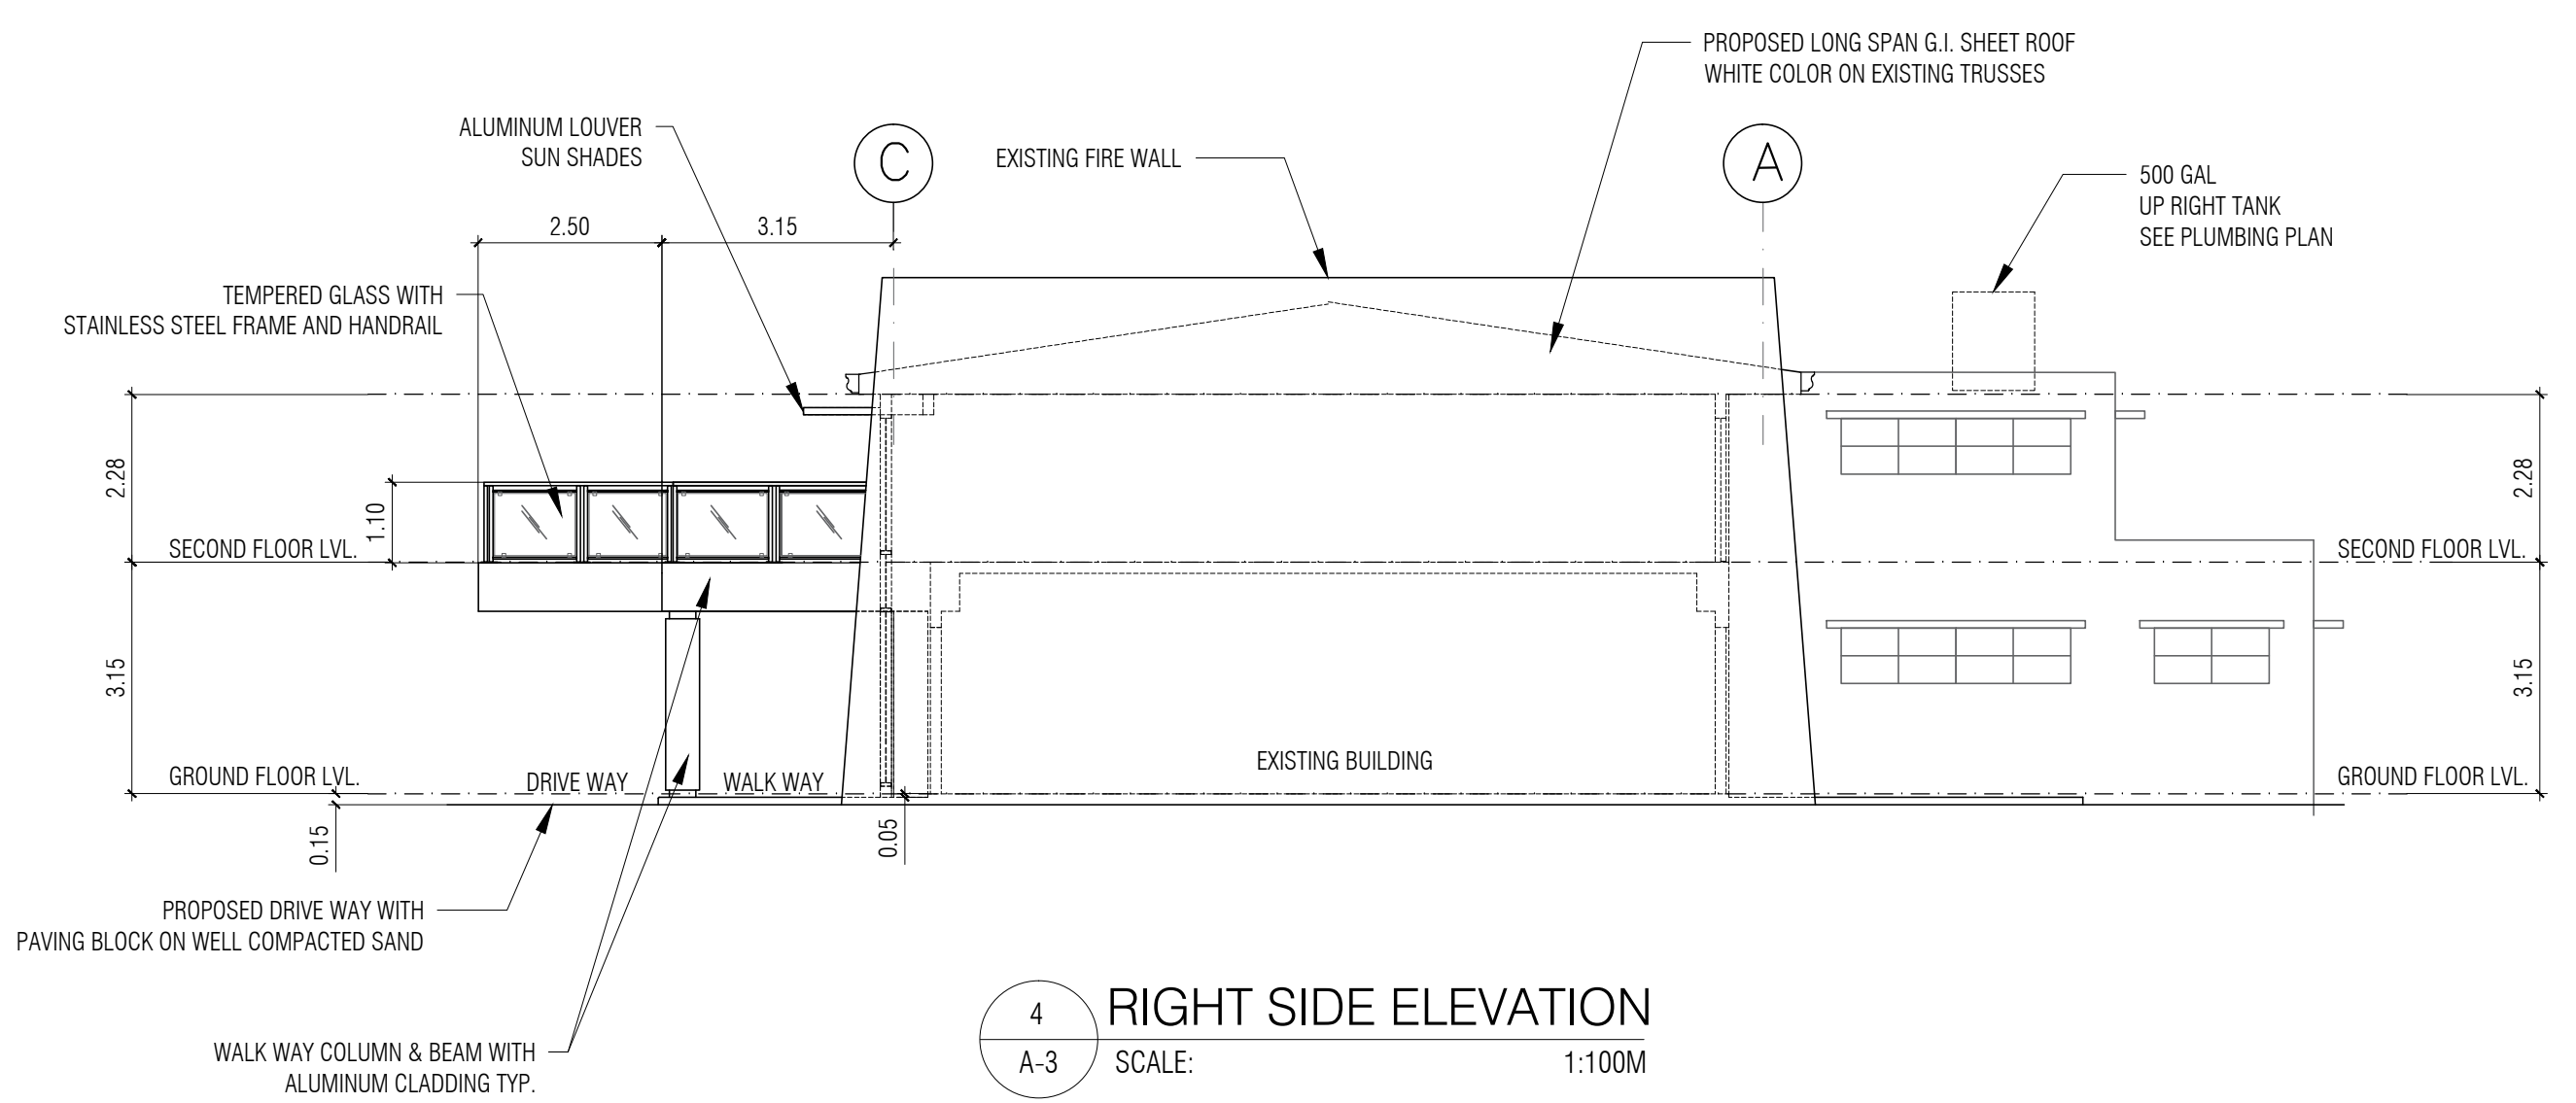 PROPOSED LONG SPAN G.I. SHEET ROOF
WHITE COLOR ON EXISTING TRUSSES
ALUMINUM LOUVER
SUN SHADES
C
EXISTING FIRE WALL
A
500 GAL
UP RIGHT TANK
SEE PLUMBING PLAN
2.50
3.15
TEMPERED GLASS WITH
STAINLESS STEEL FRAME AND HANDRAIL
2.28
1.10
2.28
SECOND FLOOR LVL.
SECOND FLOOR LVL.
3.15
3.15
GROUND FLOOR LVL.
DRIVE WAY
WALK WAY
EXISTING BUILDING
GROUND FLOOR LVL.
0.15
0.05
PROPOSED DRIVE WAY WITH
PAVING BLOCK ON WELL COMPACTED SAND
WALK WAY COLUMN & BEAM WITH
ALUMINUM CLADDING TYP.
4
A-3
RIGHT SIDE ELEVATION
SCALE: 1:100M